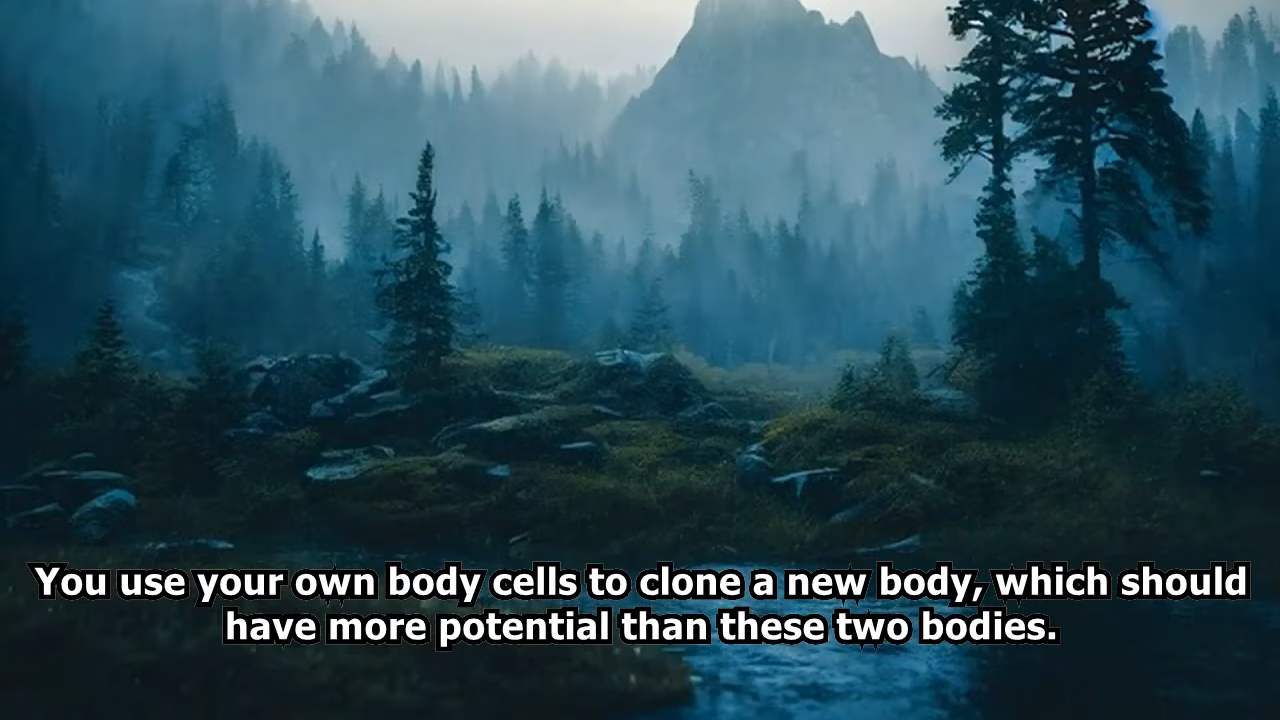 You use your own body cells to clone a new body, which should
have more potential than these two bodies.